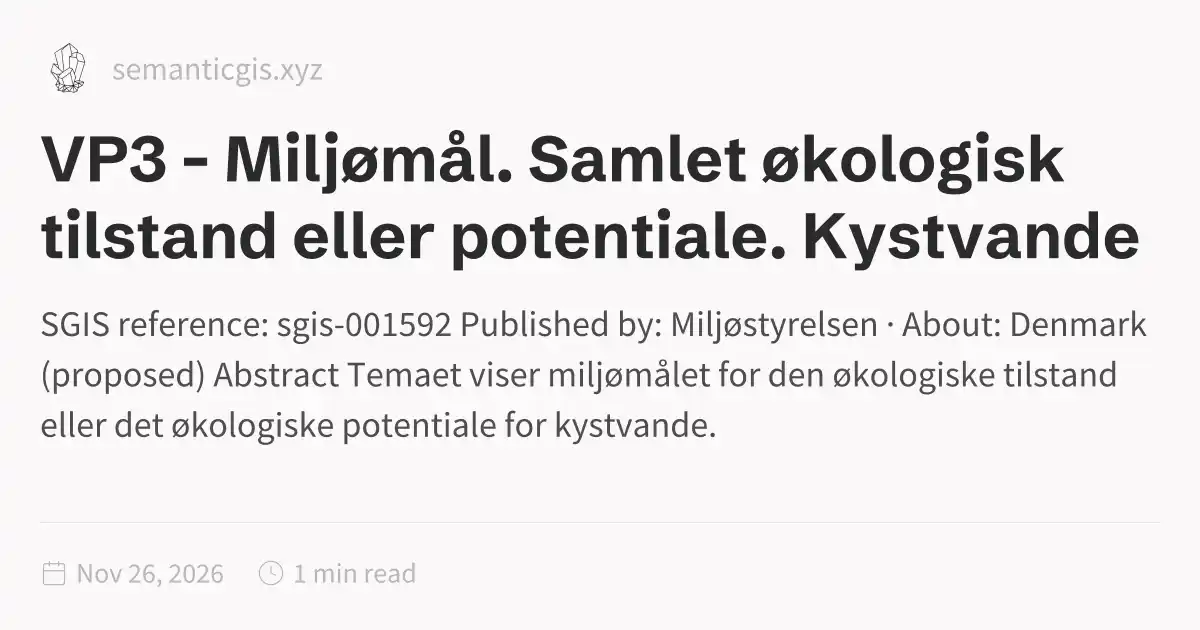 semanticgis.xyz
VP3 - Miljømål. Samlet økologisk
tilstand eller potentiale. Kystvande
SGIS reference: sgis-001592 Published by: Miljøstyrelsen · About: Denmark
(proposed) Abstract Temaet viser miljømålet for den økologiske tilstand
eller det økologiske potentiale for kystvande.
Nov 26, 2026 1 min read